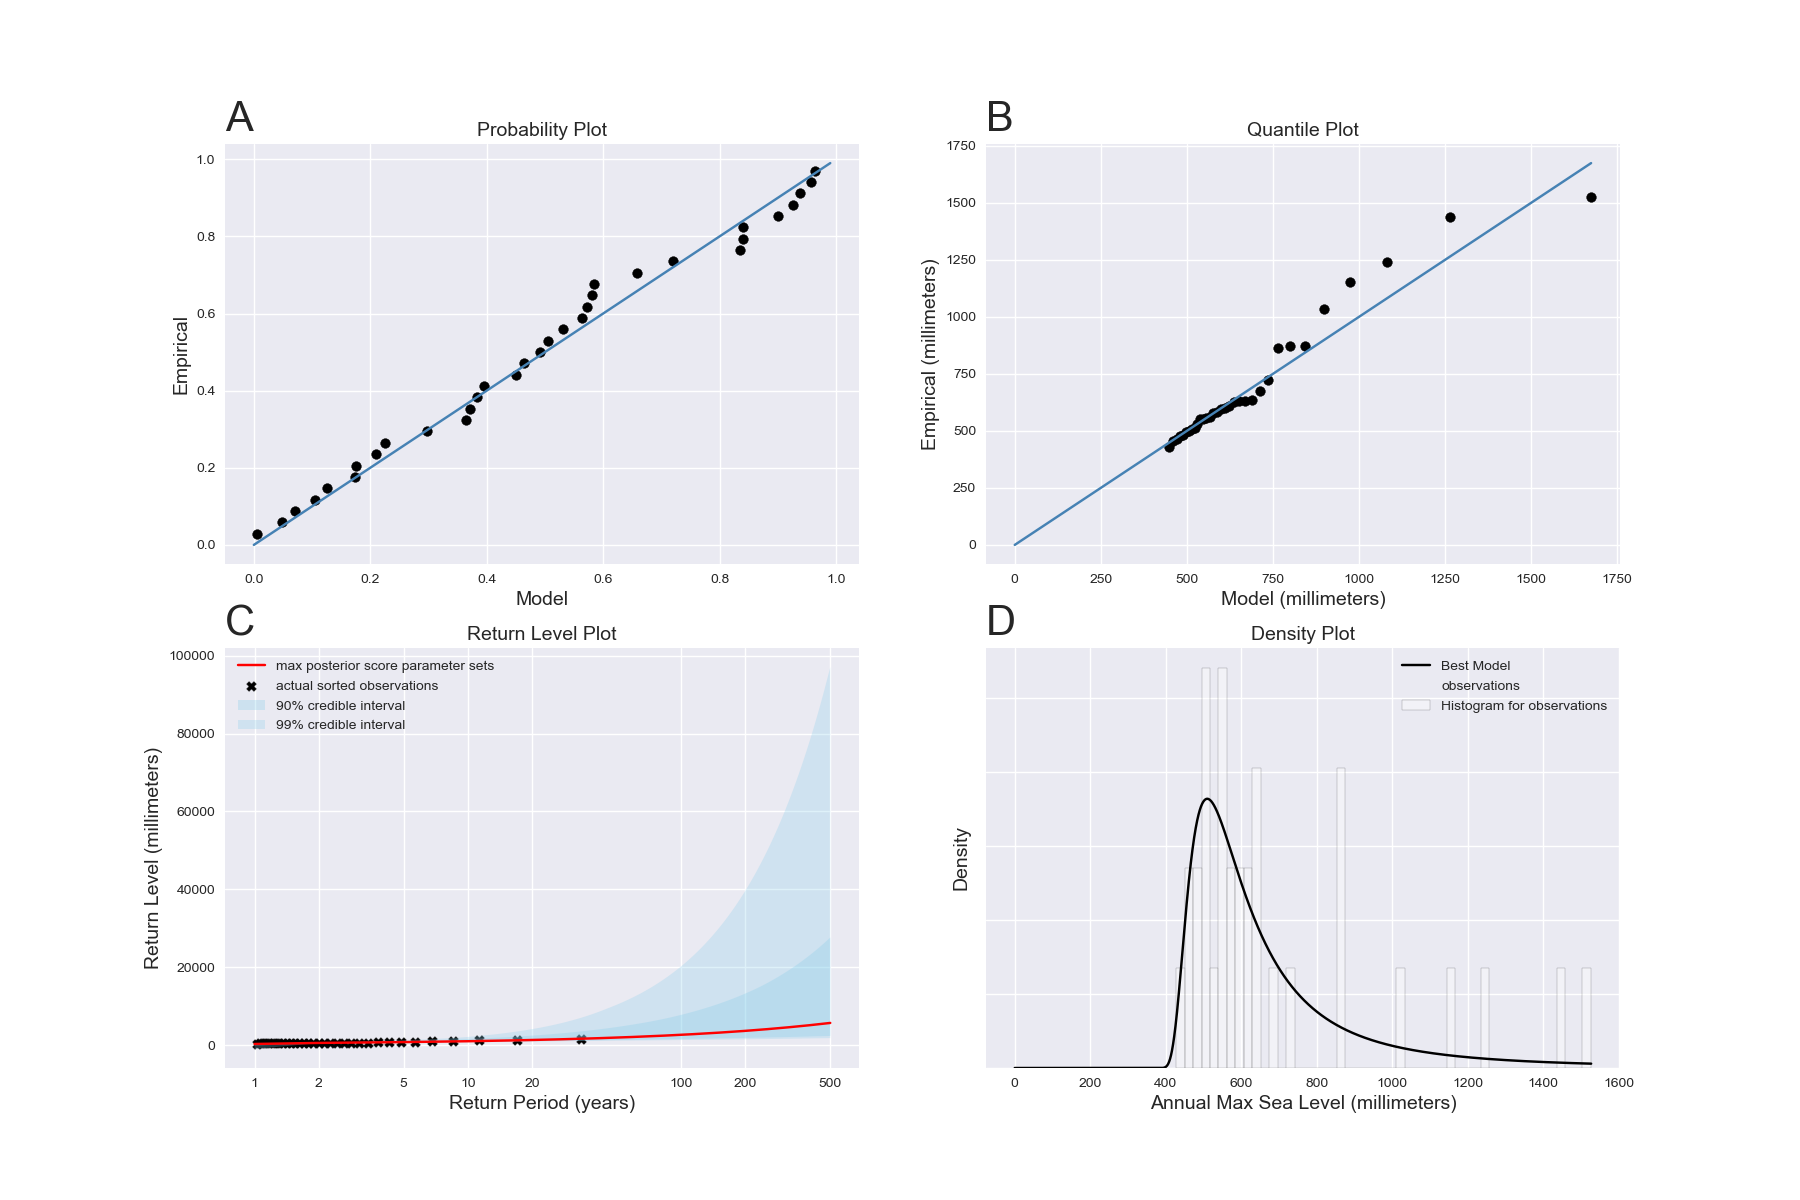 A
Probability Plot
1.0
0.8
0.6
0.4
0.2
0.0
Empirical
0.0 0.2 0.4 0.6 0.8 1.0
Model
B
Quantile Plot
1750
1500
1250
1000
750
500
250
0
Empirical (millimeters)
0 250 500 750 1000 1250 1500 1750
Model (millimeters)
C
Return Level Plot
max posterior score parameter sets
actual sorted observations
90% credible interval
99% credible interval
100000
80000
60000
40000
20000
0
Return Level (millimeters)
1 2 5 10 20 100 200 500
Return Period (years)
D
Density Plot
Best Model
observations
Histogram for observations
Density
0 200 400 600 800 1000 1200 1400 1600
Annual Max Sea Level (millimeters)